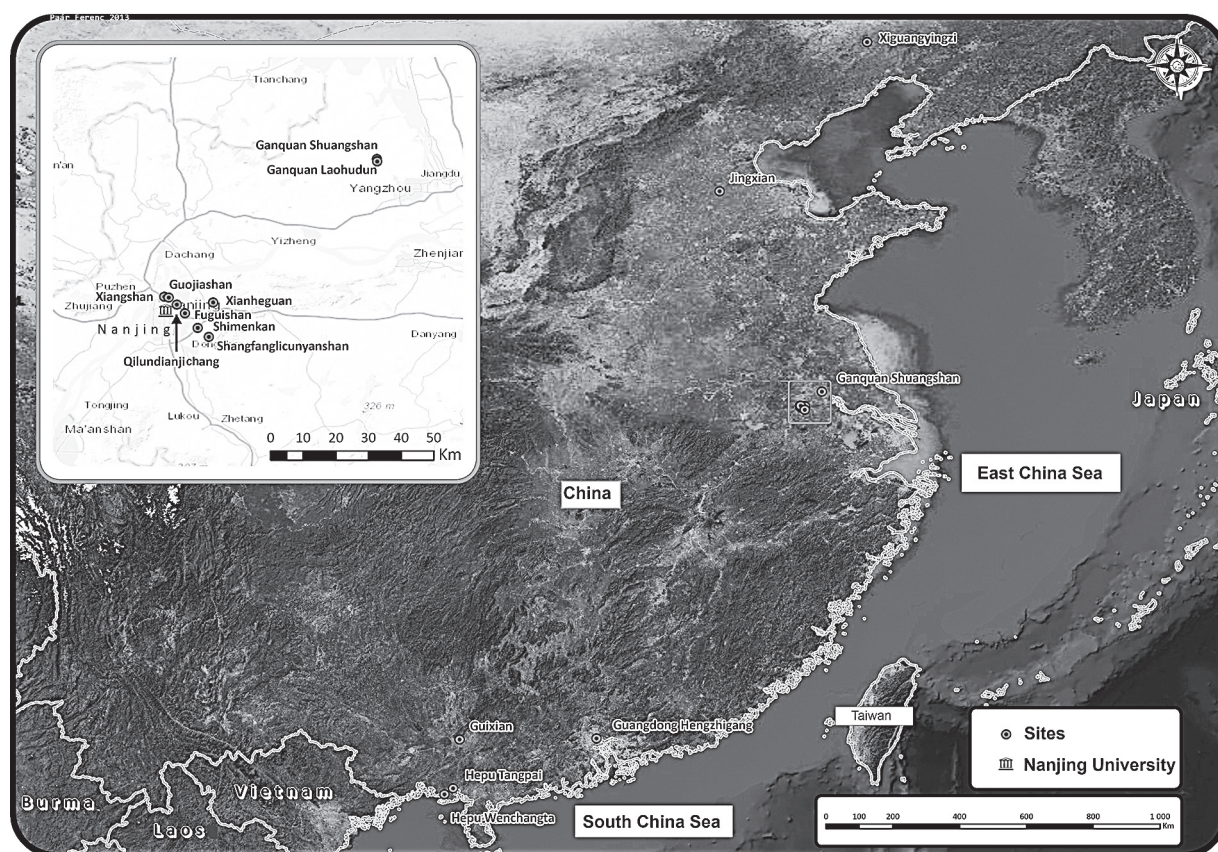 Paár Ferenc 2013
Xiguangyingzi
Tianchang
Ganquan Shuangshan
n'an
Ganquan Laohudun
Jiangdu
Yangzhou
Jingxian
Yizheng
Dachang
Zhenjian
Puzhen
Guojiashan
Xiangshan
Xianheguan
Zhujiang
Fuguishan
Nanjing
Shimenkan
Danyang
Shangfanglicunyanshan
Qilundianjichang
Ganquan Shuangshan
Japan
Tongjing
326 m
Lukou
Zhetang
Ma'anshan
0 10 20 30 40 50
Km
East China Sea
China
Taiwan
Guixian
Guangdong Hengzhigang
Sites
Nanjing University
Hepu Tangpai
Burma
Vietnam
Hepu Wenchangta
South China Sea
Laos
0 100 200 400 600 800 1 000
Km